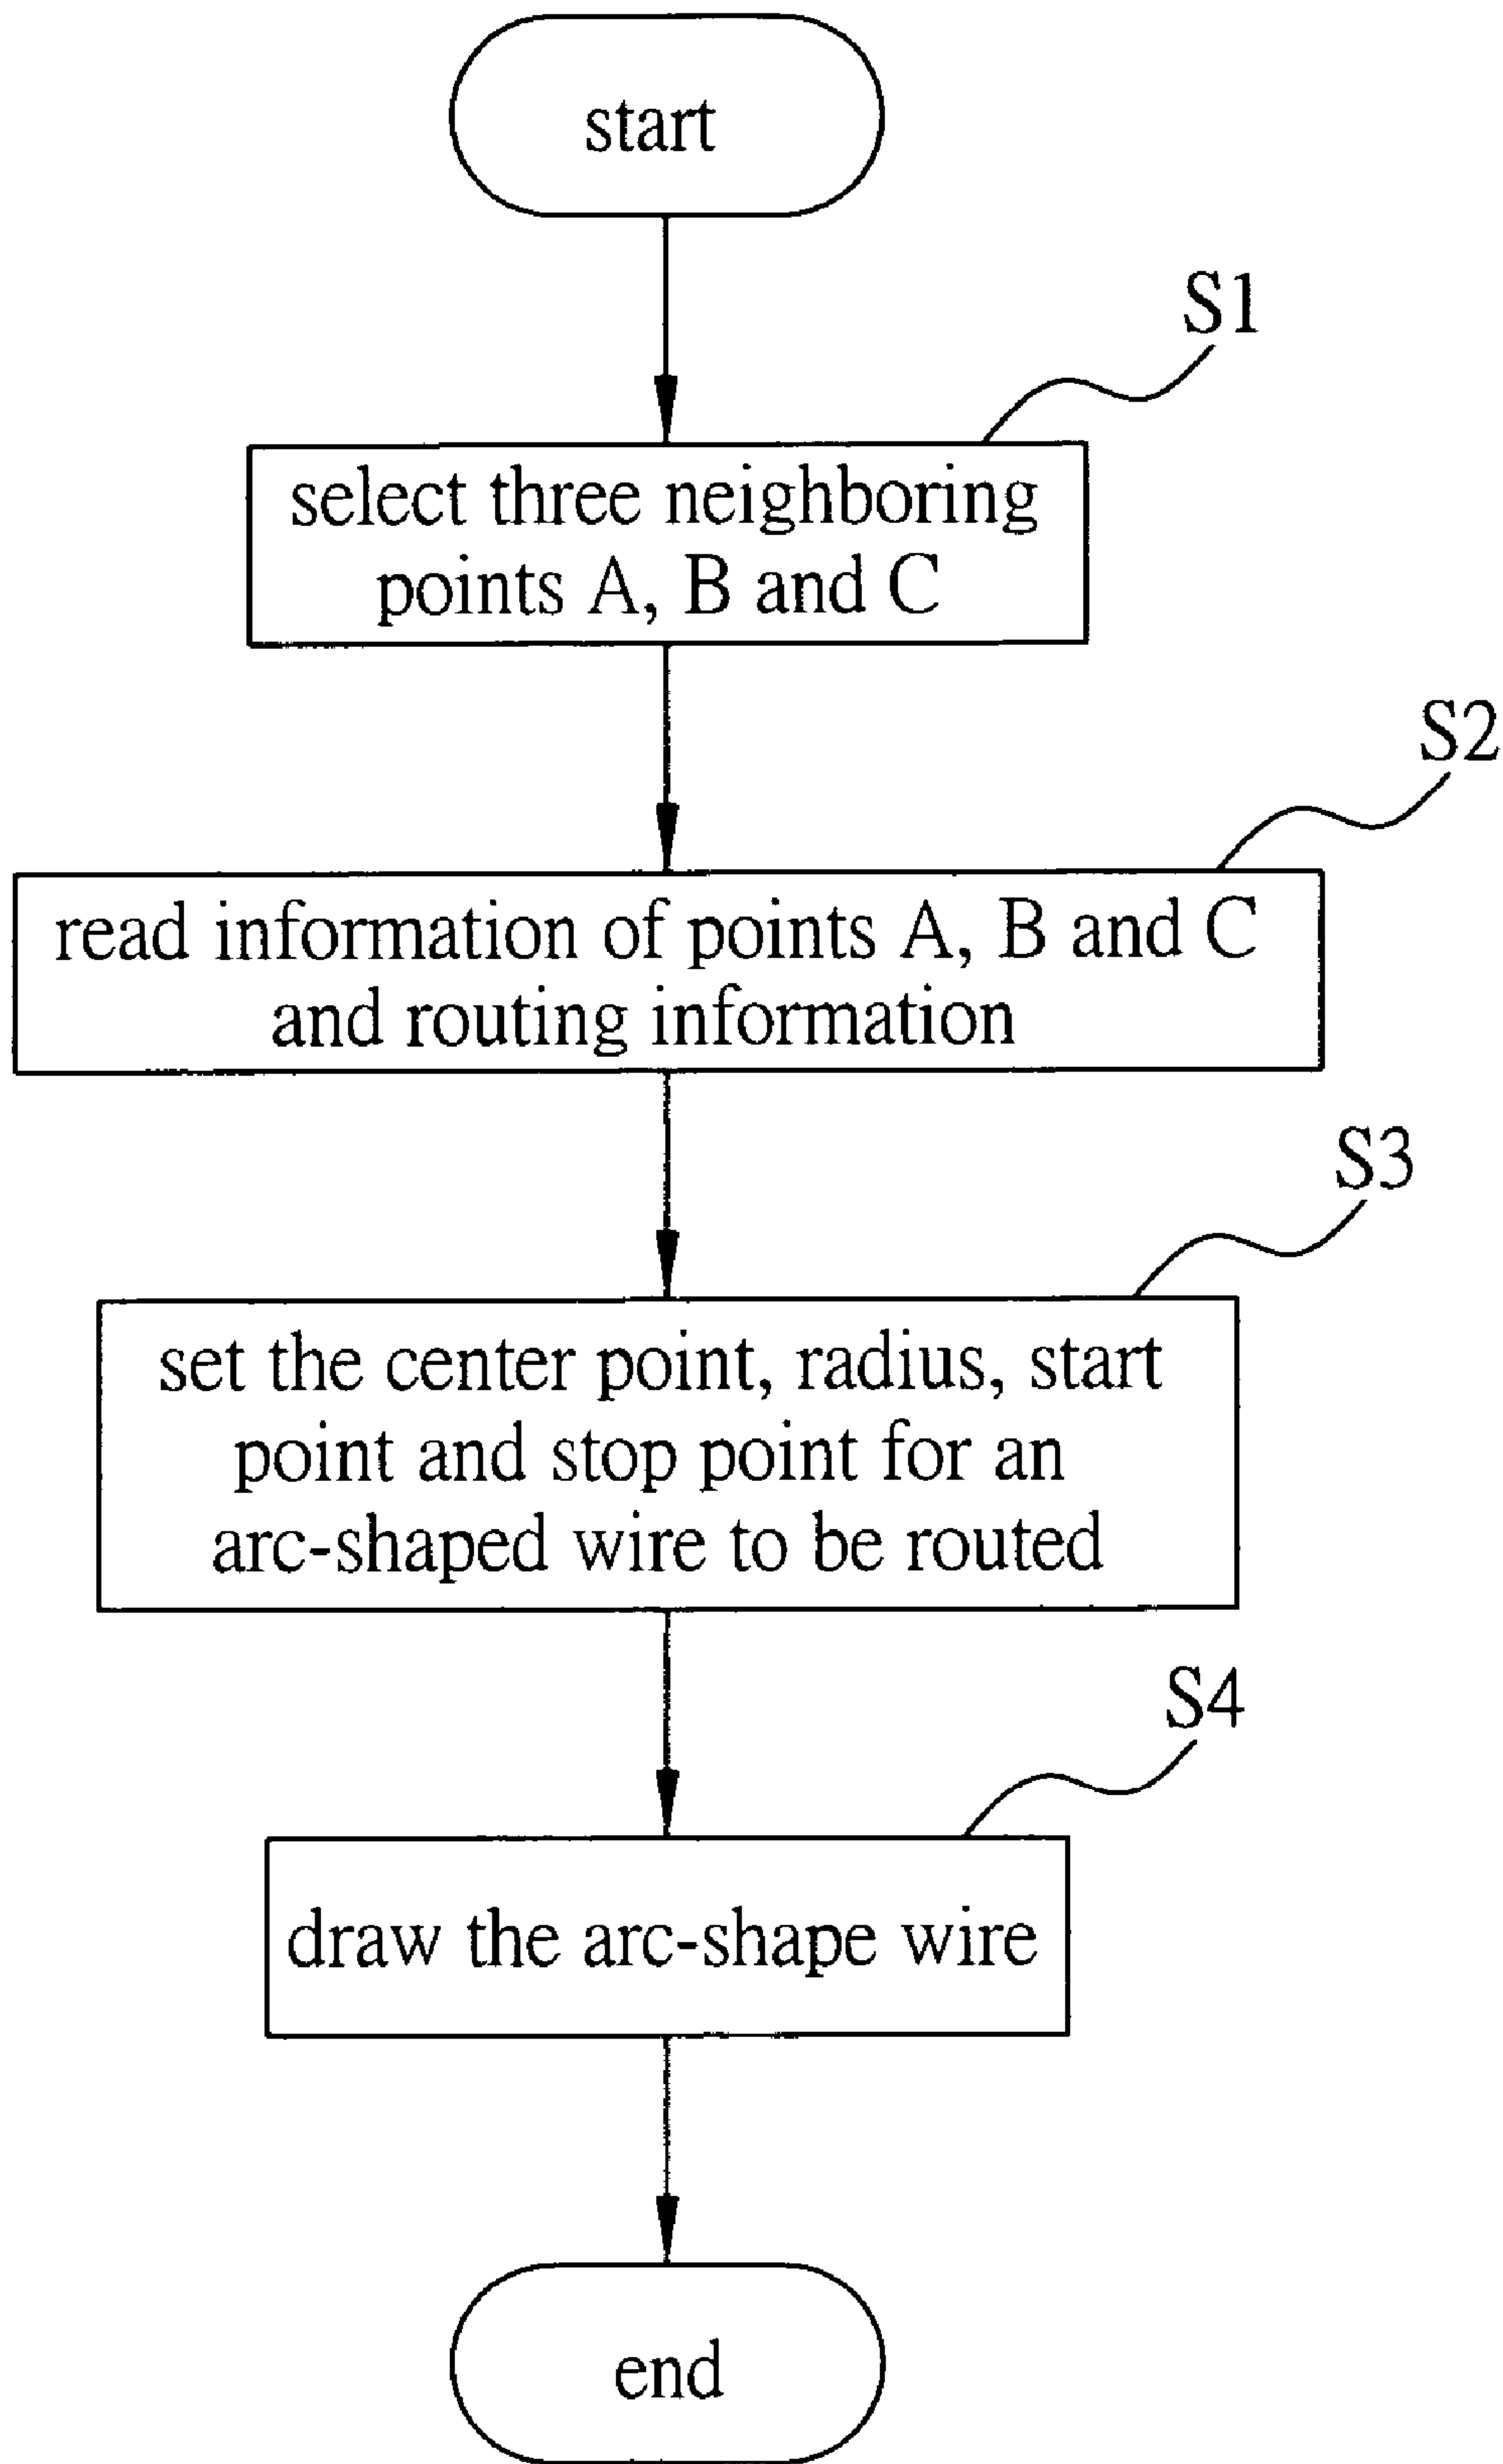 start
S1
select three neighboring
points A, B and C
S2
read information of points A, B and C
and routing information
S3
set the center point, radius, start
point and stop point for an
arc-shaped wire to be routed
S4
draw the arc-shape wire
end